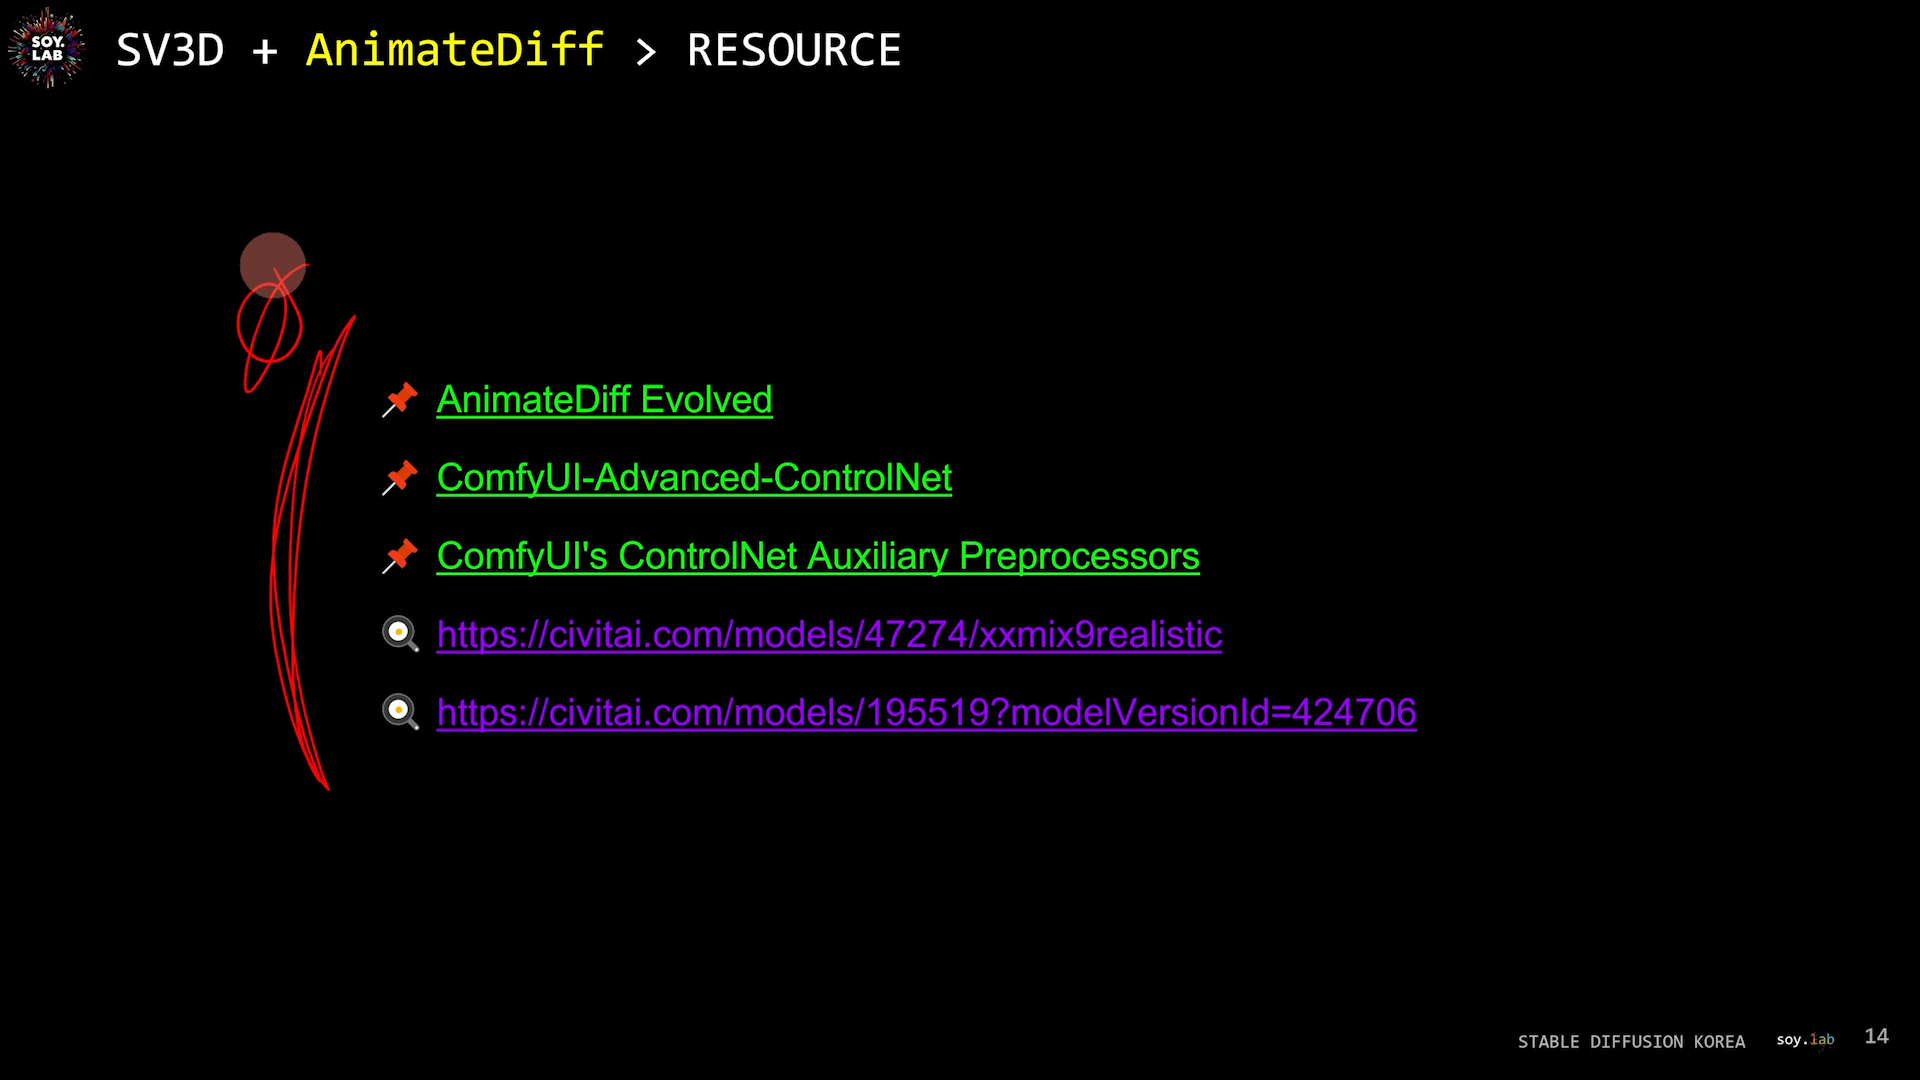 SOY.
LAB
SV3D + AnimateDiff > RESOURCE
AnimateDiff Evolved
ComfyUI-Advanced-ControlNet
ComfyUI's ControlNet Auxiliary Preprocessors
https://civitai.com/models/47274/xxmix9realistic
https://civitai.com/models/195519?modelVersionId=424706
STABLE DIFFUSION KOREA soy.lab 14